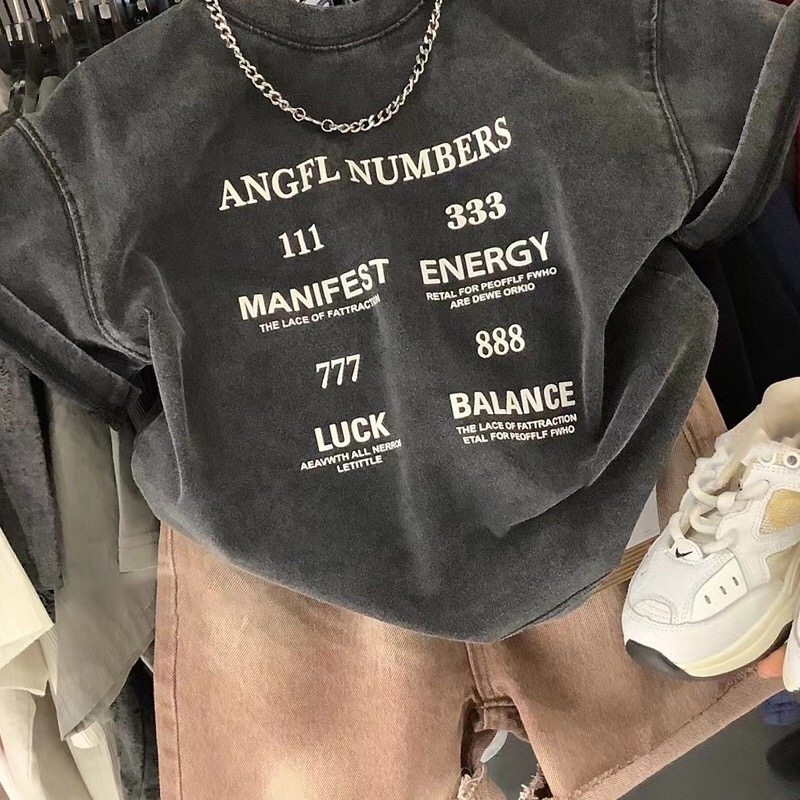 ANGFL NUMBERS
111
MANIFEST
THE LACE OF FATTRACTION
333
ENERGY
RETAL FOR PEOFFLF FWHO
ARE DEWE ORKIO
777
LUCK
AEAVWTH ALL NERROI
LETITTLE
888
BALANCE
THE LACE OF FATTRACTION
ETAL FOR PEOFFLF FWHO